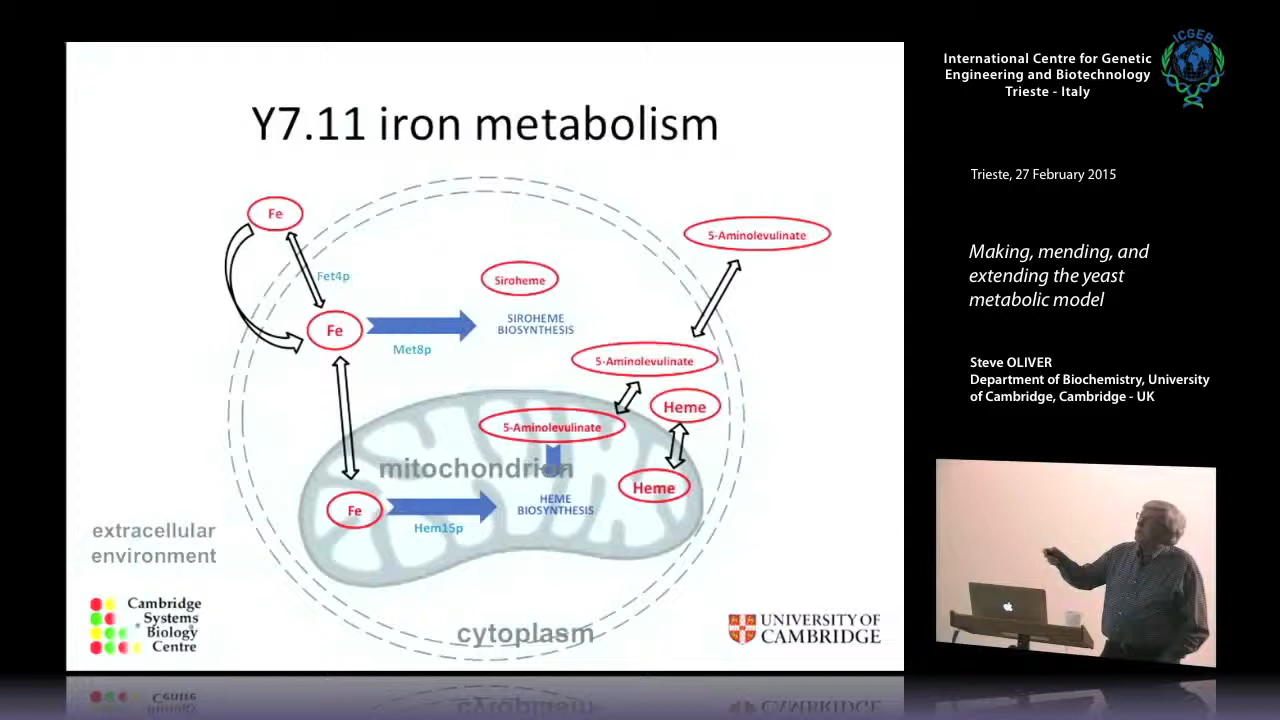 Y7.11 iron metabolism
Fe
Fet4p
Fe
Met8p
Siroheme
SIROHEME
BIOSYNTHESIS
5-Aminolevulinate
5-Aminolevulinate
Heme
5-Aminolevulinate
mitochondrion
Heme
Fe
Hem15p
HEME
BIOSYNTHESIS
extracellular
environment
cytoplasm
Cambridge
Systems
Biology
Centre
UNIVERSITY OF
CAMBRIDGE
ICGEB
International Centre for Genetic
Engineering and Biotechnology
Trieste - Italy
Trieste, 27 February 2015
Making, mending, and
extending the yeast
metabolic model
Steve OLIVER
Department of Biochemistry, University
of Cambridge, Cambridge - UK